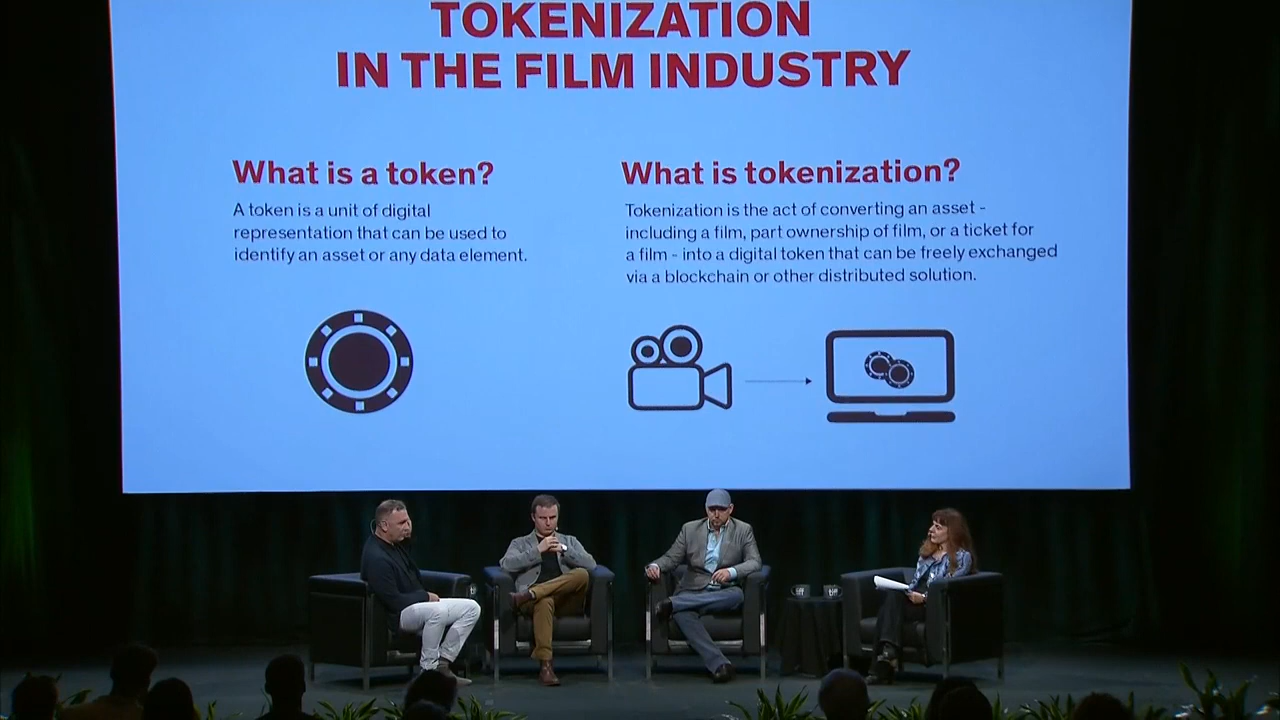 TOKENIZATION
IN THE FILM INDUSTRY
What is a token?
A token is a unit of digital
representation that can be used to
identify an asset or any data element.
What is tokenization?
Tokenization is the act of converting an asset -
including a film, part ownership of film, or a ticket for
a film - into a digital token that can be freely exchanged
via a blockchain or other distributed solution.